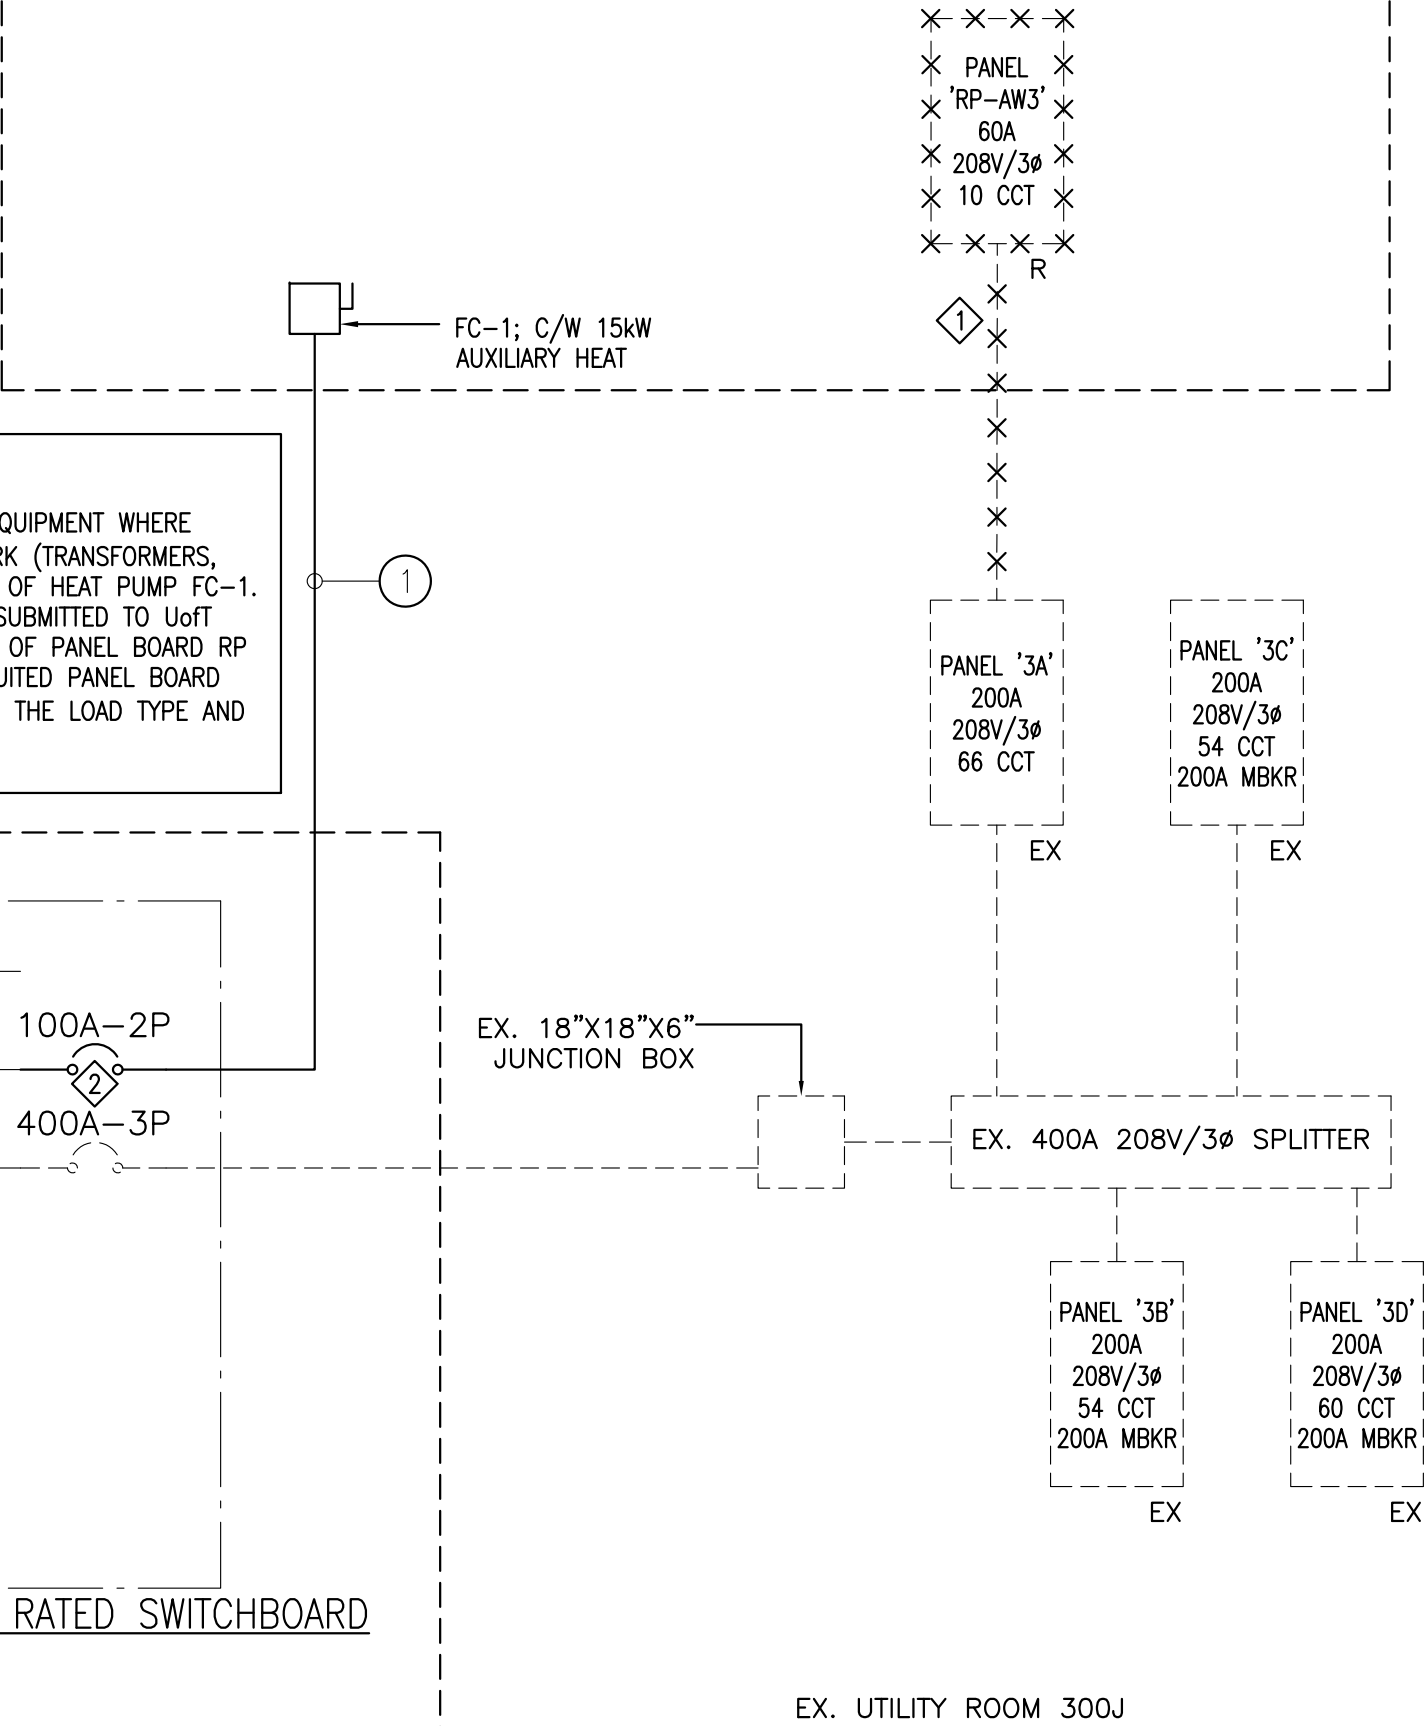 PANEL
'RP-AW3'
60A
208V/3ø
10 CCT
R
1
FC-1; C/W 15kW
AUXILIARY HEAT
QUIPMENT WHERE
RK (TRANSFORMERS,
OF HEAT PUMP FC-1.
SUBMITTED TO UofT
OF PANEL BOARD RP
UITED PANEL BOARD
THE LOAD TYPE AND
1
PANEL '3A'
200A
208V/3ø
66 CCT
EX
PANEL '3C'
200A
208V/3ø
54 CCT
200A MBKR
EX
100A-2P
2
400A-3P
EX. 18"X18"X6"
JUNCTION BOX
EX. 400A 208V/3ø SPLITTER
PANEL '3B'
200A
208V/3ø
54 CCT
200A MBKR
EX
PANEL '3D'
200A
208V/3ø
60 CCT
200A MBKR
EX
RATED SWITCHBOARD
EX. UTILITY ROOM 300J